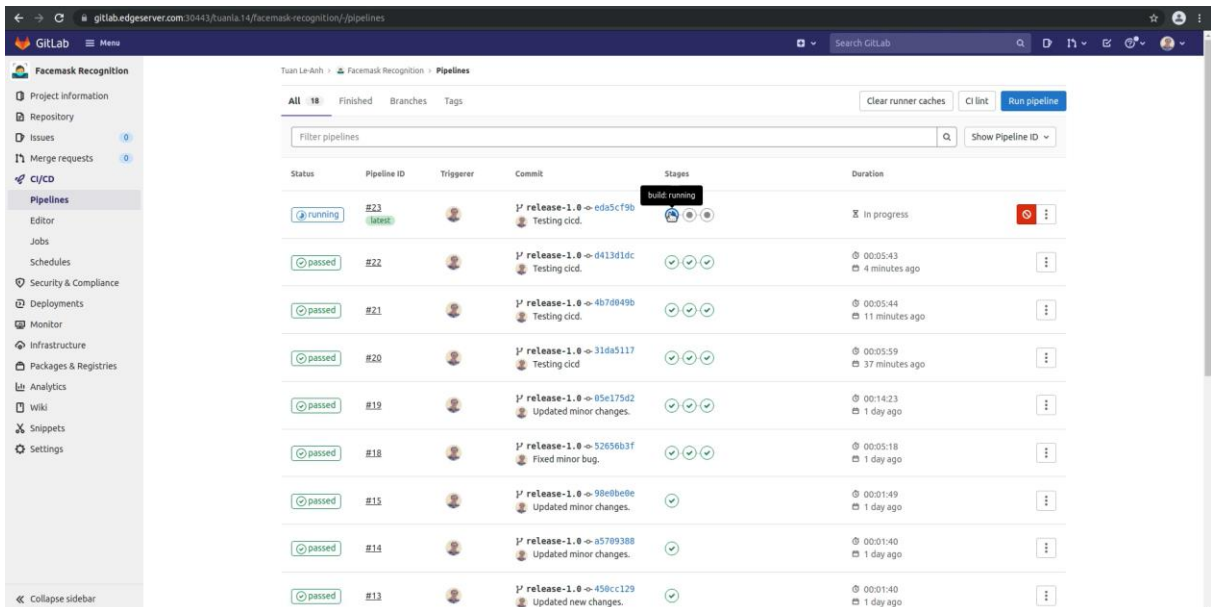 gitlab.edgeserver.com:30443/tuanla.14/facemask-recognition/-/pipelines
GitLab Menu Search GitLab
Facemask Recognition
Project information
Repository
Issues 0
Merge requests 0
CI/CD
Pipelines
Editor
Jobs
Schedules
Security & Compliance
Deployments
Monitor
Infrastructure
Packages & Registries
Analytics
Wiki
Snippets
Settings
Collapse sidebar
Tuan Le-Anh › Facemask Recognition › Pipelines
All 18 Finished Branches Tags Clear runner caches CI lint Run pipeline
Filter pipelines Show Pipeline ID
Status Pipeline ID Triggerer Commit Stages Duration
build: running
running #23 release-1.0 eda5cf9b In progress
latest Testing cicd.
passed #22 release-1.0 d413d1dc 00:05:43
Testing cicd. 4 minutes ago
passed #21 release-1.0 4b7d049b 00:05:44
Testing cicd. 11 minutes ago
passed #20 release-1.0 31da5117 00:05:59
Testing cicd 37 minutes ago
passed #19 release-1.0 05e175d2 00:14:23
Updated minor changes. 1 day ago
passed #18 release-1.0 52656b3f 00:05:18
Fixed minor bug. 1 day ago
passed #15 release-1.0 98e0be0e 00:01:49
Updated minor changes. 1 day ago
passed #14 release-1.0 a5709388 00:01:40
Updated minor changes. 1 day ago
passed #13 release-1.0 450cc129 00:01:40
Updated new changes. 1 day ago